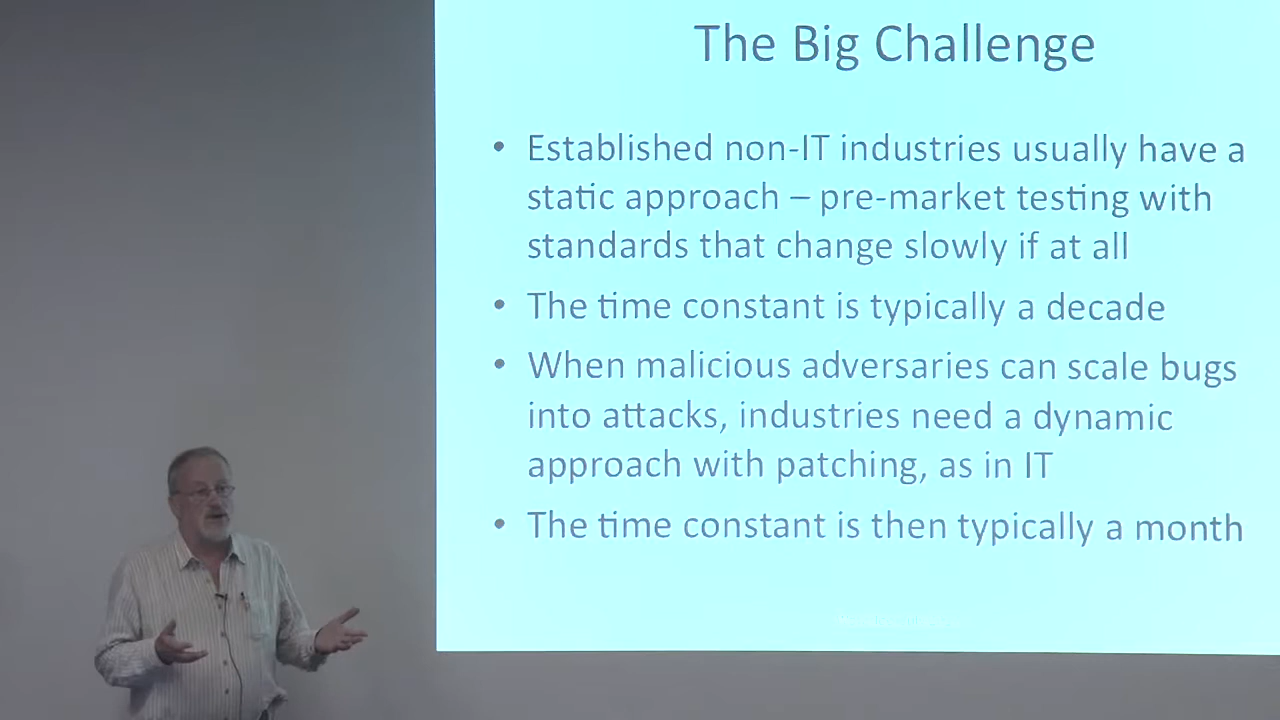 The Big Challenge
• Established non-IT industries usually have a
static approach – pre-market testing with
standards that change slowly if at all
• The time constant is typically a decade
• When malicious adversaries can scale bugs
into attacks, industries need a dynamic
approach with patching, as in IT
• The time constant is then typically a month